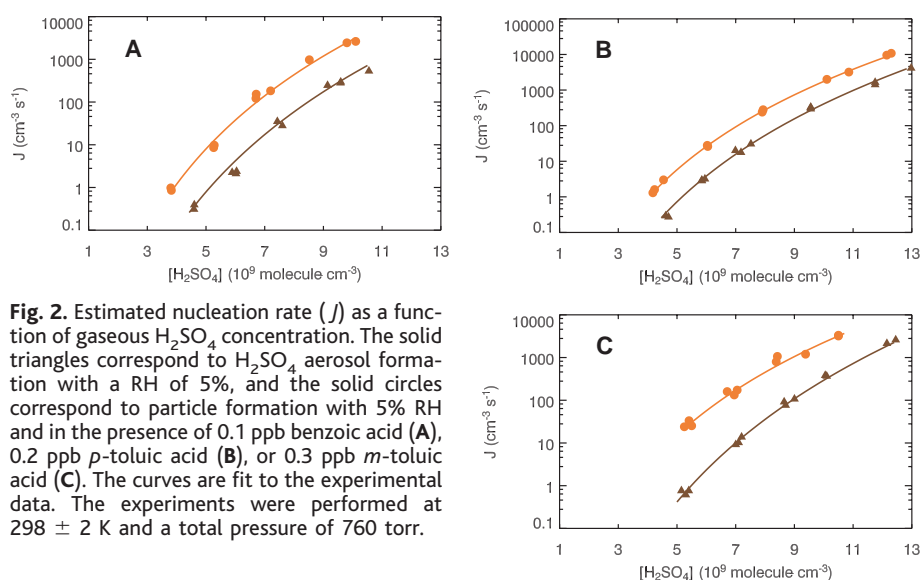 A
10000
1000
100
10
1
0.1
J (cm⁻³ s⁻¹)
1 3 5 7 9 11 13
[H₂SO₄] (10⁹ molecule cm⁻³)
B
100000
10000
1000
100
10
1
0.1
J (cm⁻³ s⁻¹)
1 3 5 7 9 11 13
[H₂SO₄] (10⁹ molecule cm⁻³)
Fig. 2. Estimated nucleation rate (J) as a func-
tion of gaseous H₂SO₄ concentration. The solid
triangles correspond to H₂SO₄ aerosol forma-
tion with a RH of 5%, and the solid circles
correspond to particle formation with 5% RH
and in the presence of 0.1 ppb benzoic acid (A),
0.2 ppb p-toluic acid (B), or 0.3 ppb m-toluic
acid (C). The curves are fit to the experimental
data. The experiments were performed at
298 ± 2 K and a total pressure of 760 torr.
C
10000
1000
100
10
1
0.1
J (cm⁻³ s⁻¹)
1 3 5 7 9 11 13
[H₂SO₄] (10⁹ molecule cm⁻³)